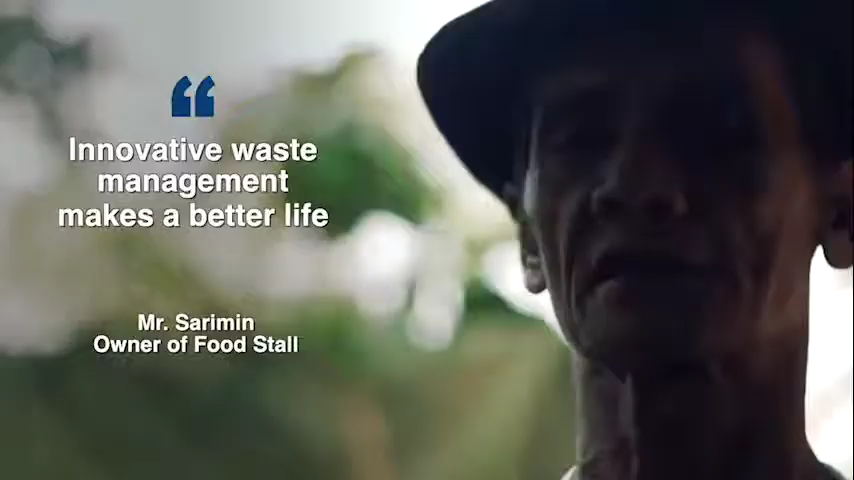 “
Innovative waste
management
makes a better life
Mr. Sarimin
Owner of Food Stall